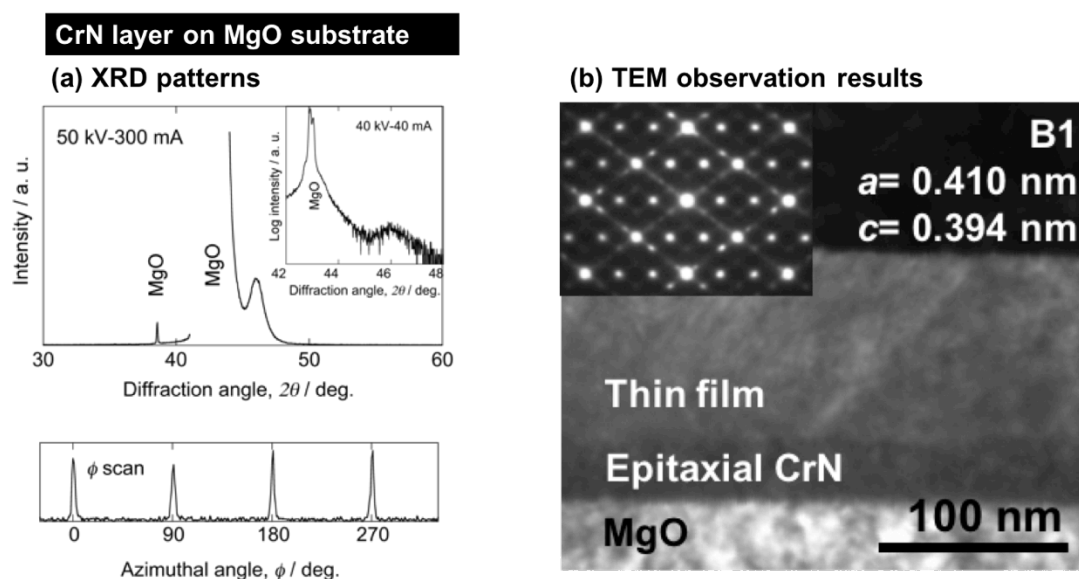 CrN layer on MgO substrate
(a) XRD patterns
50 kV-300 mA
Intensity / a. u.
MgO
MgO
30
40
50
60
Diffraction angle, 2θ / deg.
40 kV-40 mA
Log intensity / a. u.
MgO
42
44
46
48
Diffraction angle, 2θ / deg.
ϕ scan
0
90
180
270
Azimuthal angle, ϕ / deg.
(b) TEM observation results
B1
a= 0.410 nm
c= 0.394 nm
Thin film
Epitaxial CrN
MgO
100 nm